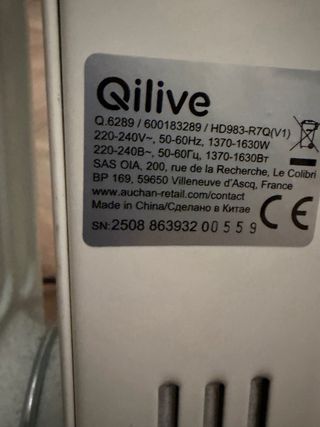 Qilive
Q.6289 / 600183289 / HD983-R7Q(V1)
220-240V~, 50-60Hz, 1370-1630W
220-240В~, 50-60Гц, 1370-1630Вт
SAS OIA, 200, rue de la Recherche, Le Colibri
BP 169, 59650 Villeneuve d'Ascq, France
www.auchan-retail.com/contact
Made in China/Сделано в Китае
CE
SN: 2508 863932 00559